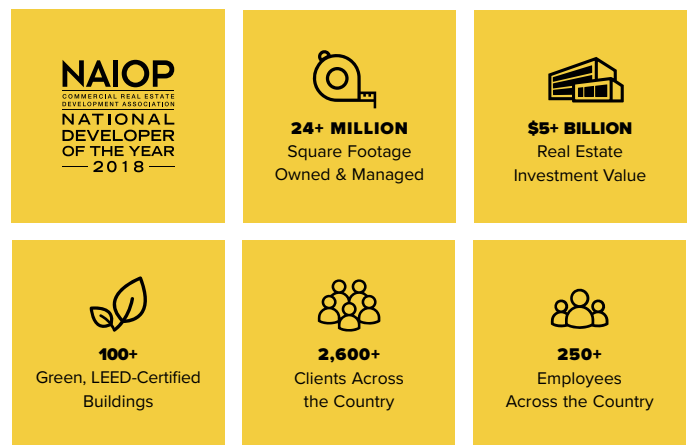 NAIOP
COMMERCIAL REAL ESTATE
DEVELOPMENT ASSOCIATION
NATIONAL
DEVELOPER
OF THE YEAR
2018
24+ MILLION
Square Footage
Owned & Managed
$5+ BILLION
Real Estate
Investment Value
100+
Green, LEED-Certified
Buildings
2,600+
Clients Across
the Country
250+
Employees
Across the Country